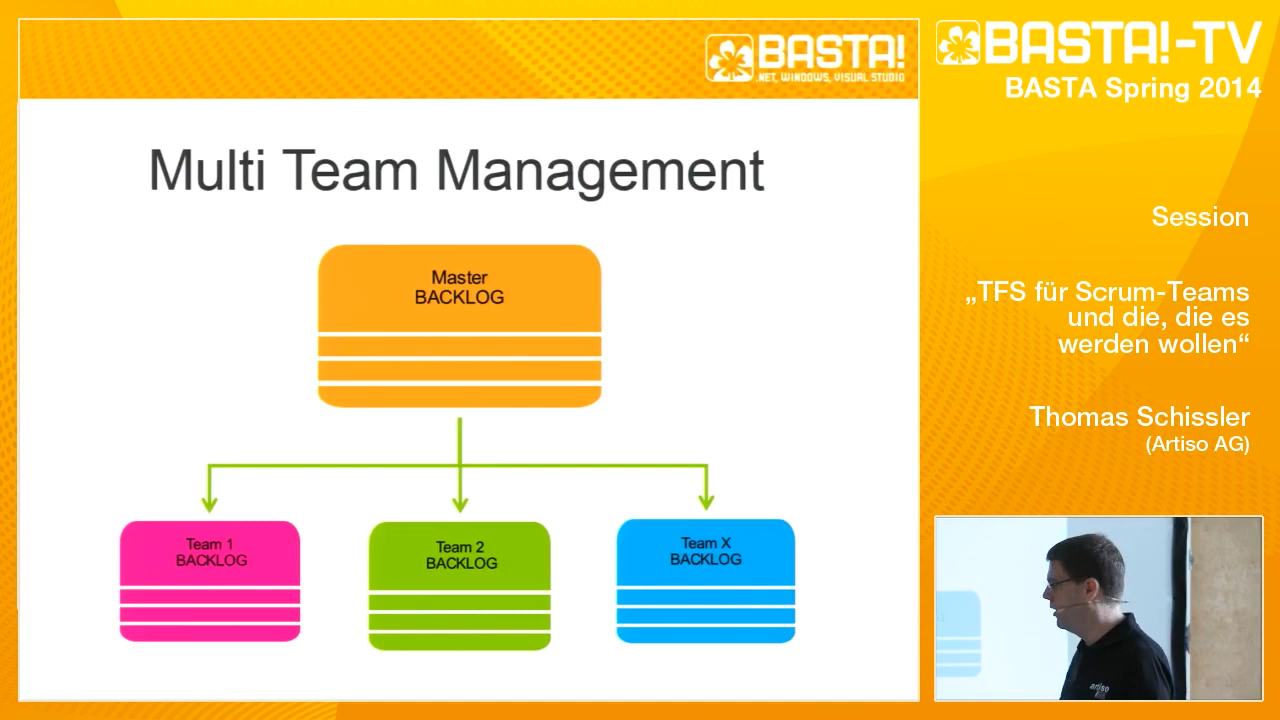 BASTA!
.NET, WINDOWS, VISUAL STUDIO
Multi Team Management
Master
BACKLOG
Team 1
BACKLOG
Team 2
BACKLOG
Team X
BACKLOG
BASTA!-TV
BASTA Spring 2014
Session
„TFS für Scrum-Teams
und die, die es
werden wollen“
Thomas Schissler
(Artiso AG)
artiso